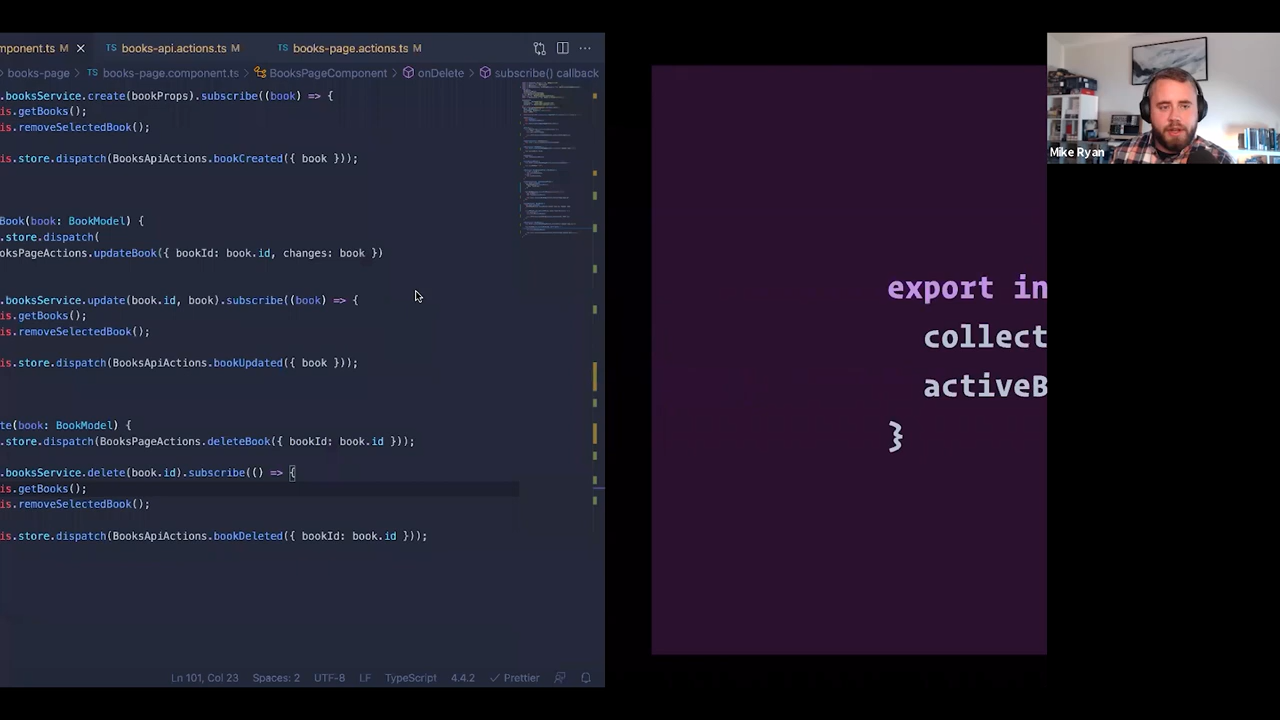 mponent.ts M
TS books-api.actions.ts M
TS books-page.actions.ts M
books-page > TS books-page.component.ts > BooksPageComponent > onDelete > subscribe() callback
.booksService.create(bookProps).subscribe((book) => {
is.getBooks();
is.removeSelectedBook();
is.store.dispatch(BooksApiActions.bookCreated({ book }));
Book(book: BookModel) {
.store.dispatch(
ooksPageActions.updateBook({ bookId: book.id, changes: book })
.booksService.update(book.id, book).subscribe((book) => {
is.getBooks();
is.removeSelectedBook();
is.store.dispatch(BooksApiActions.bookUpdated({ book }));
te(book: BookModel) {
.store.dispatch(BooksPageActions.deleteBook({ bookId: book.id }));
.booksService.delete(book.id).subscribe(() => {
is.getBooks();
is.removeSelectedBook();
is.store.dispatch(BooksApiActions.bookDeleted({ bookId: book.id }));
Ln 101, Col 23 Spaces: 2 UTF-8 LF TypeScript 4.4.2 Prettier
export in
collect
activeB
}
Mike Ryan